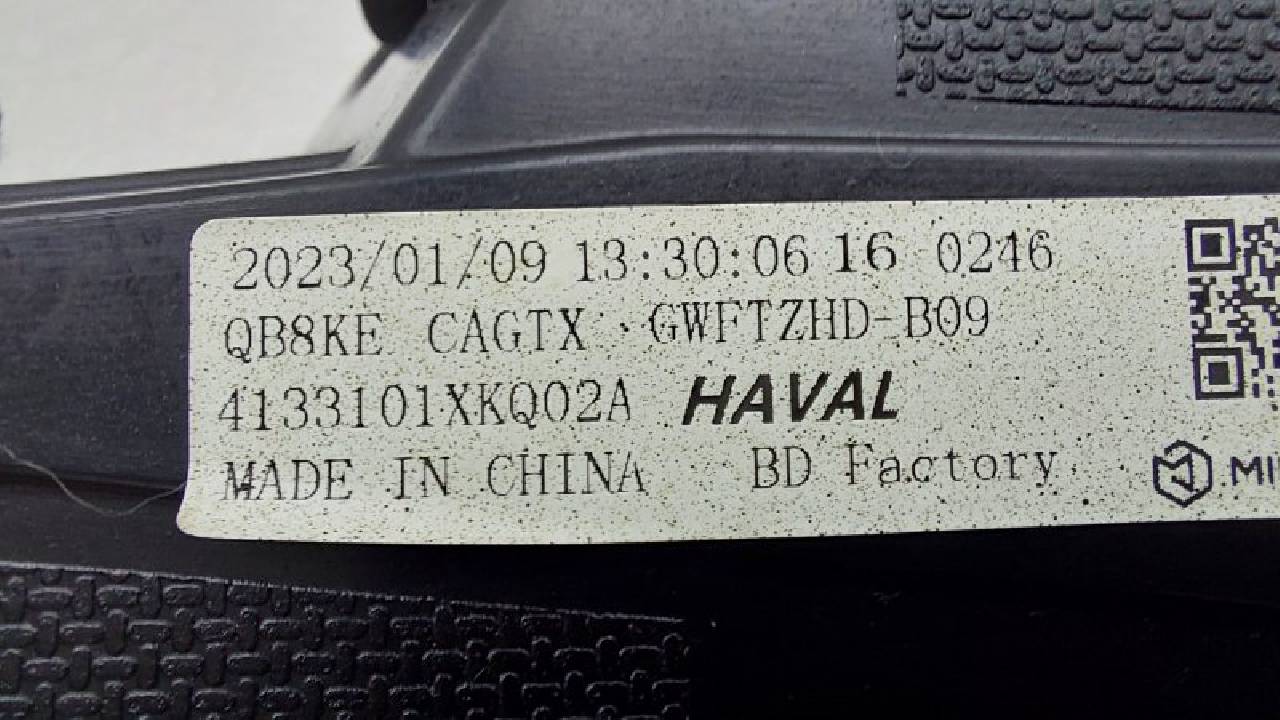 2023/01/09 13:30:06 16 0246
QB8KE CAGTX GWFTZHD-B09
4133101XKQ02A HAVAL
MADE IN CHINA BD Factory